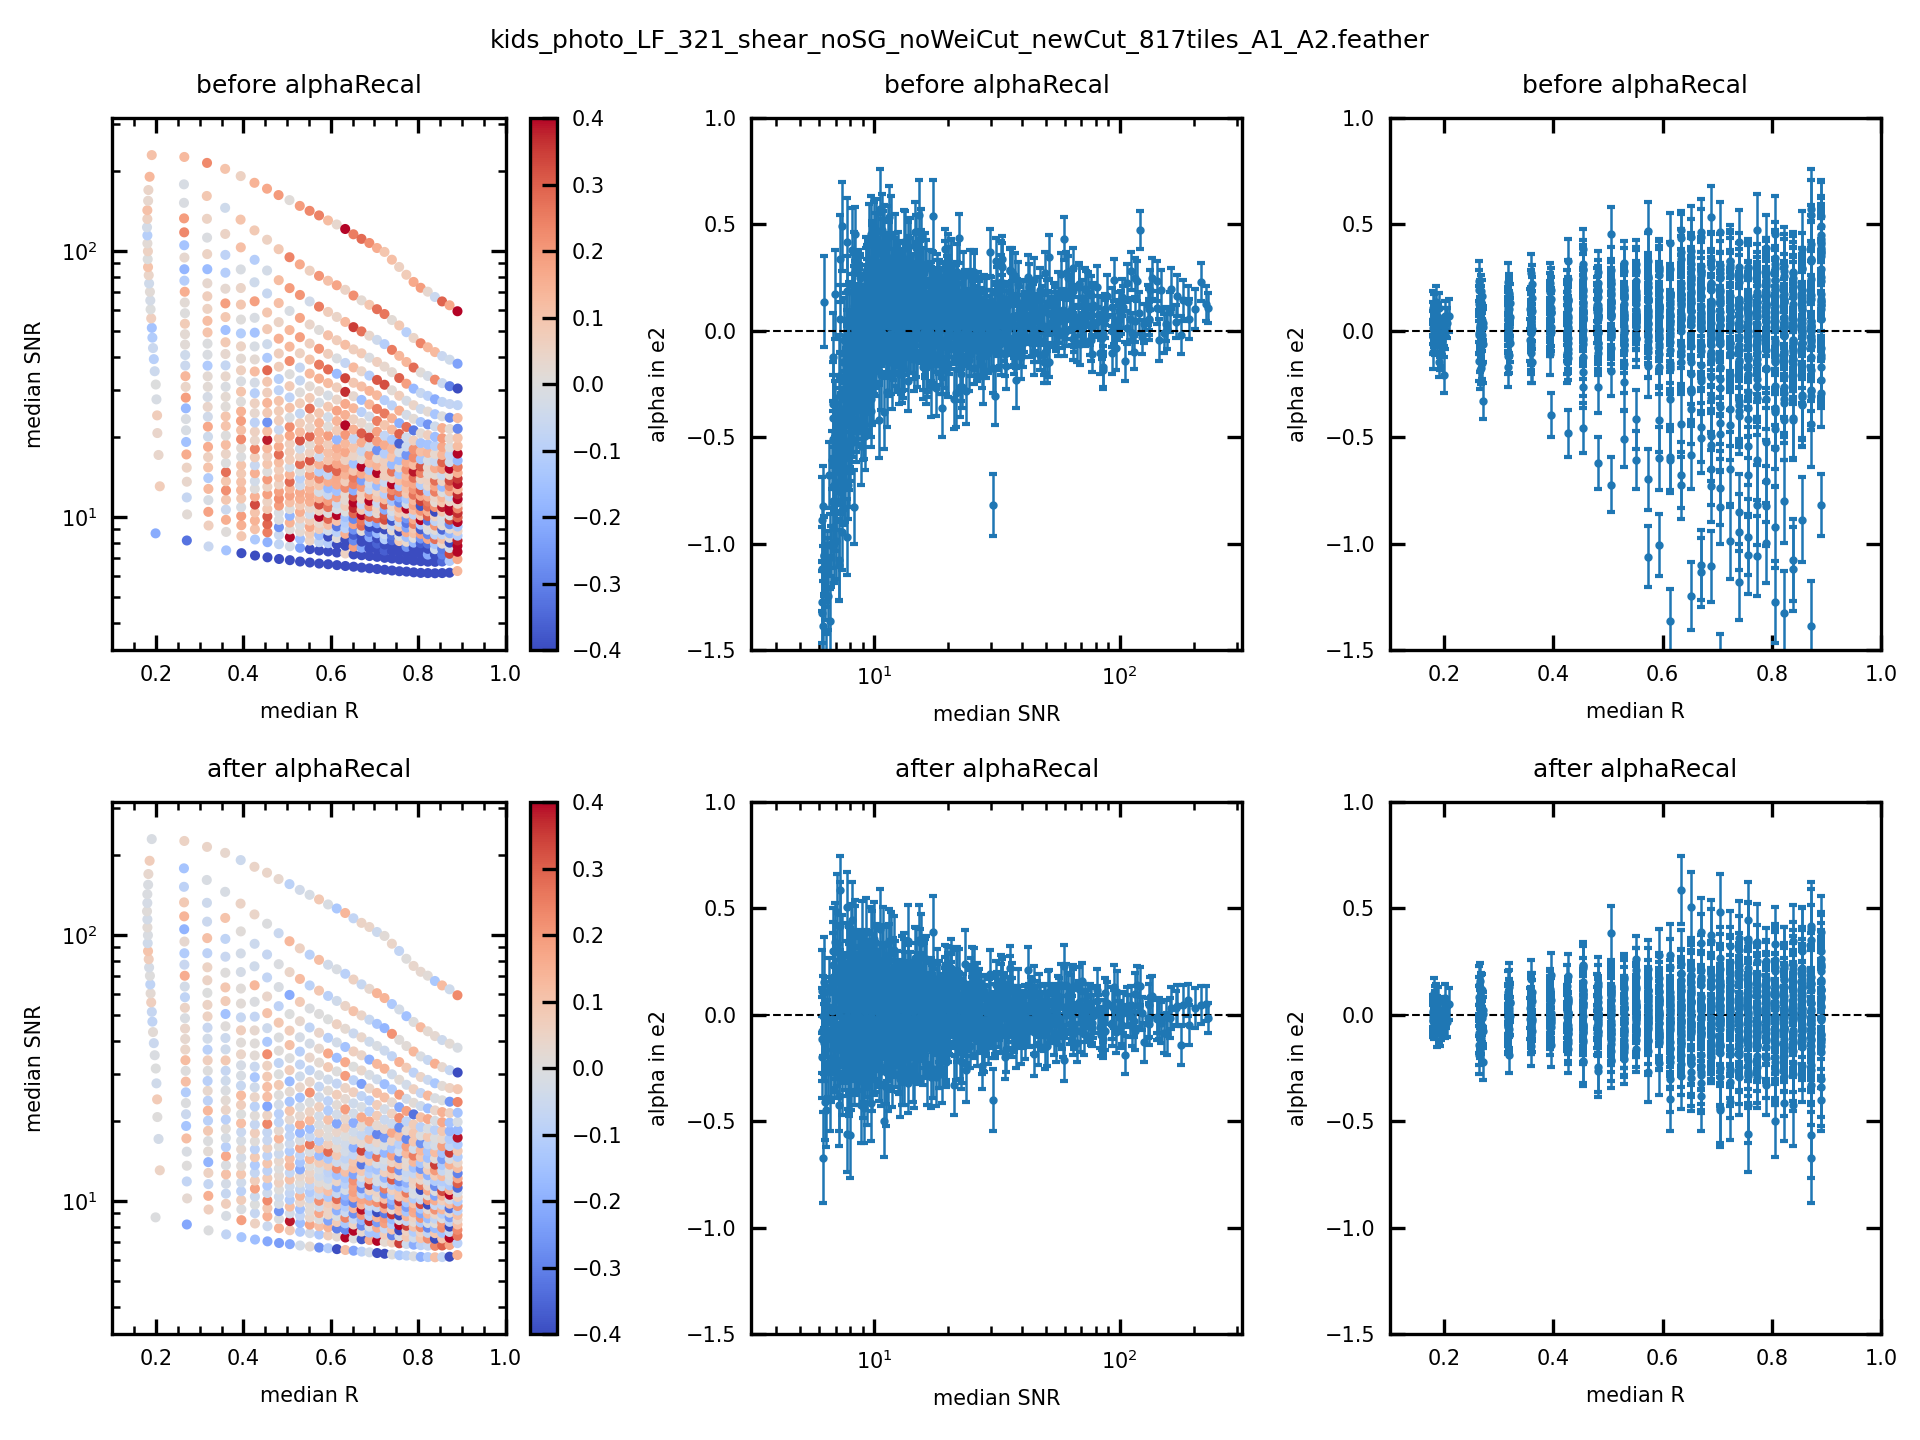 kids_photo_LF_321_shear_noSG_noWeiCut_newCut_817tiles_A1_A2.feather
before alphaRecal
median SNR
10²
10¹
0.2 0.4 0.6 0.8 1.0
median R
0.4
0.3
0.2
0.1
0.0
−0.1
−0.2
−0.3
−0.4
before alphaRecal
alpha in e2
1.0
0.5
0.0
−0.5
−1.0
−1.5
10¹ 10²
median SNR
before alphaRecal
alpha in e2
1.0
0.5
0.0
−0.5
−1.0
−1.5
0.2 0.4 0.6 0.8 1.0
median R
after alphaRecal
median SNR
10²
10¹
0.2 0.4 0.6 0.8 1.0
median R
0.4
0.3
0.2
0.1
0.0
−0.1
−0.2
−0.3
−0.4
after alphaRecal
alpha in e2
1.0
0.5
0.0
−0.5
−1.0
−1.5
10¹ 10²
median SNR
after alphaRecal
alpha in e2
1.0
0.5
0.0
−0.5
−1.0
−1.5
0.2 0.4 0.6 0.8 1.0
median R